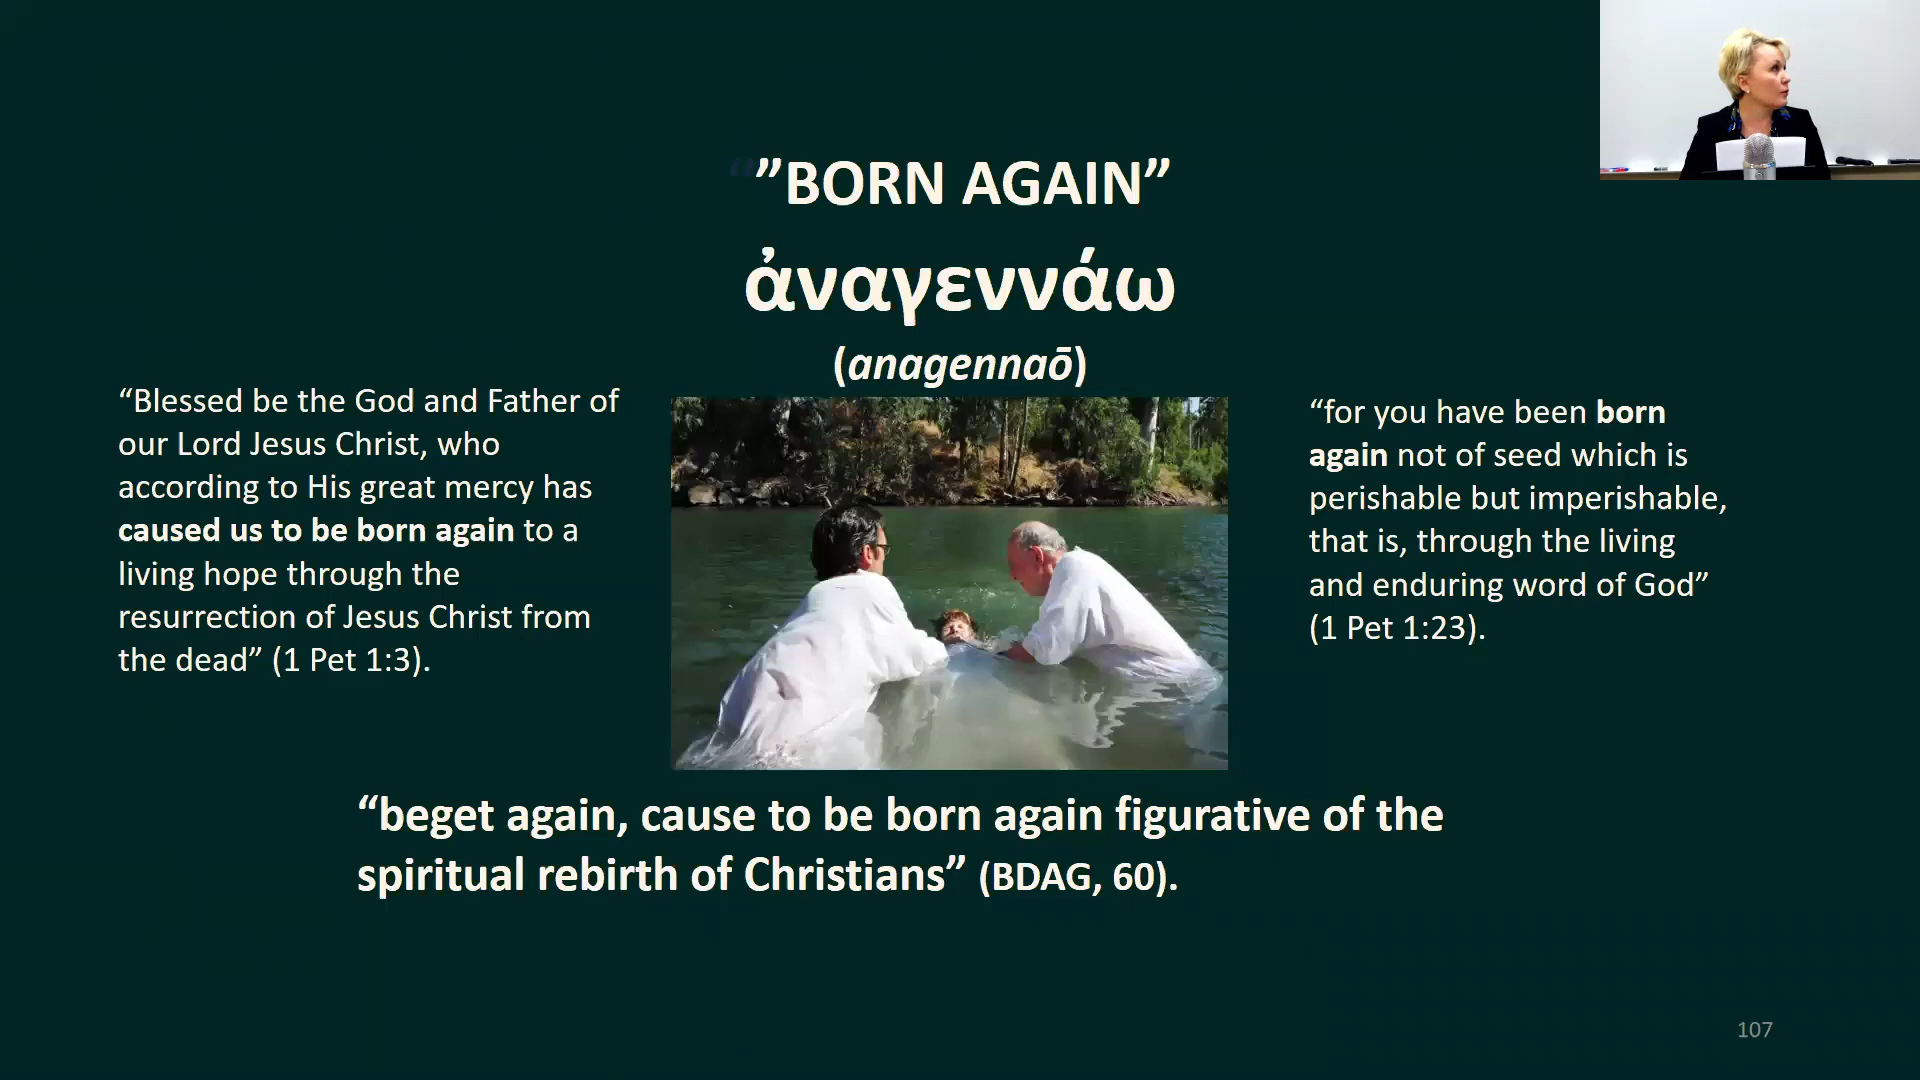 “”BORN AGAIN”
ἀναγεννάω
(anagennaō)
“Blessed be the God and Father of
our Lord Jesus Christ, who
according to His great mercy has
caused us to be born again to a
living hope through the
resurrection of Jesus Christ from
the dead” (1 Pet 1:3).
“for you have been born
again not of seed which is
perishable but imperishable,
that is, through the living
and enduring word of God”
(1 Pet 1:23).
“beget again, cause to be born again figurative of the
spiritual rebirth of Christians” (BDAG, 60).
107